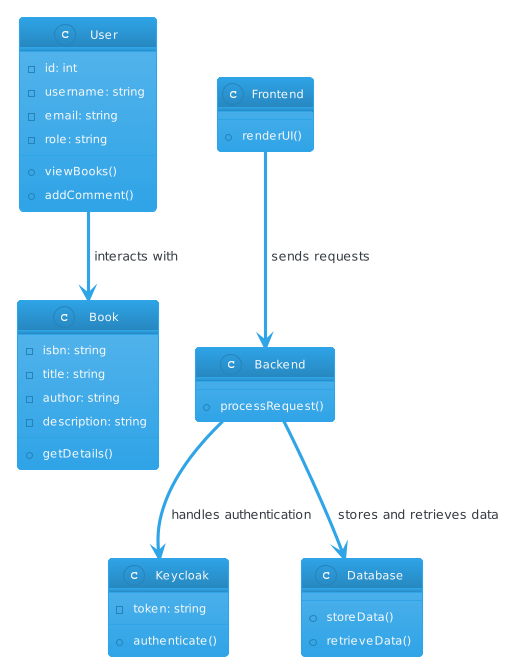 C User
id: int
username: string
email: string
role: string
viewBooks()
addComment()
C Frontend
renderUI()
interacts with
sends requests
C Book
isbn: string
title: string
author: string
description: string
getDetails()
C Backend
processRequest()
handles authentication
stores and retrieves data
C Keycloak
token: string
authenticate()
C Database
storeData()
retrieveData()